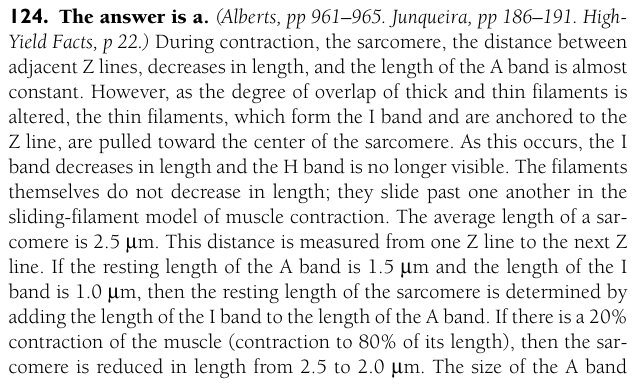 124. The answer is a. (Alberts, pp 961–965. Junqueira, pp 186–191. High-
Yield Facts, p 22.) During contraction, the sarcomere, the distance between
adjacent Z lines, decreases in length, and the length of the A band is almost
constant. However, as the degree of overlap of thick and thin filaments is
altered, the thin filaments, which form the I band and are anchored to the
Z line, are pulled toward the center of the sarcomere. As this occurs, the I
band decreases in length and the H band is no longer visible. The filaments
themselves do not decrease in length; they slide past one another in the
sliding-filament model of muscle contraction. The average length of a sar-
comere is 2.5 μm. This distance is measured from one Z line to the next Z
line. If the resting length of the A band is 1.5 μm and the length of the I
band is 1.0 μm, then the resting length of the sarcomere is determined by
adding the length of the I band to the length of the A band. If there is a 20%
contraction of the muscle (contraction to 80% of its length), then the sar-
comere is reduced in length from 2.5 to 2.0 μm. The size of the A band